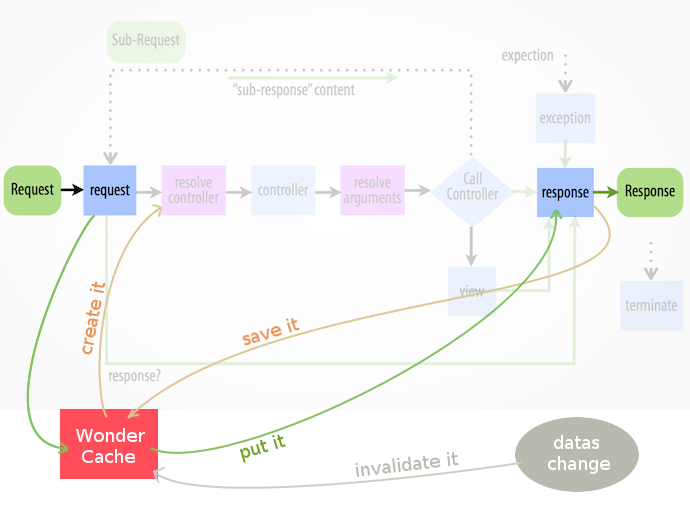 Sub-Request
expection
"sub-response" content
exception
Request
request
resolve
controller
controller
resolve
arguments
Call
Controller
response
Response
view
terminate
create it
save it
response?
Wonder
Cache
put it
invalidate it
datas
change